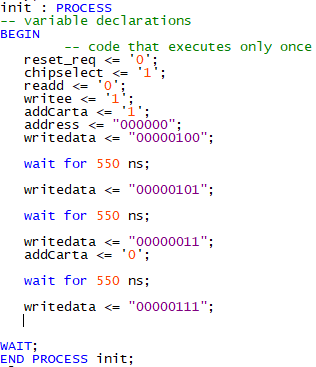 init : PROCESS
-- variable declarations
BEGIN
-- code that executes only once
reset_req <= '0';
chipselect <= '1';
readd <= '0';
writee <= '1';
addCarta <= '1';
address <= "000000";
writedata <= "00000100";
wait for 550 ns;
writedata <= "00000101";
wait for 550 ns;
writedata <= "00000011";
addCarta <= '0';
wait for 550 ns;
writedata <= "00000111";
WAIT;
END PROCESS init;